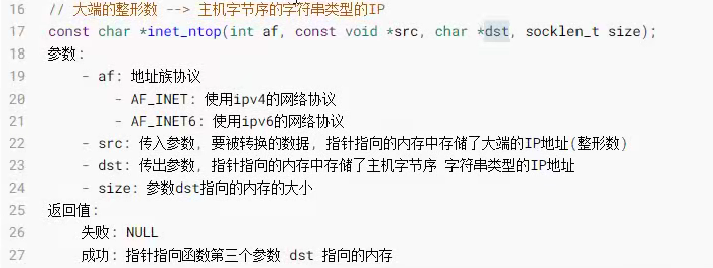 16 // 大端的整形数 --> 主机字节序的字符串类型的IP
17 const char *inet_ntop(int af, const void *src, char *dst, socklen_t size);
18 参数:
19 - af: 地址族协议
20 - AF_INET: 使用ipv4的网络协议
21 - AF_INET6: 使用ipv6的网络协议
22 - src: 传入参数, 要被转换的数据, 指针指向的内存中存储了大端的IP地址(整形数)
23 - dst: 传出参数, 指针指向的内存中存储了主机字节序 字符串类型的IP地址
24 - size: 参数dst指向的内存的大小
25 返回值:
26 失败: NULL
27 成功: 指针指向函数第三个参数 dst 指向的内存